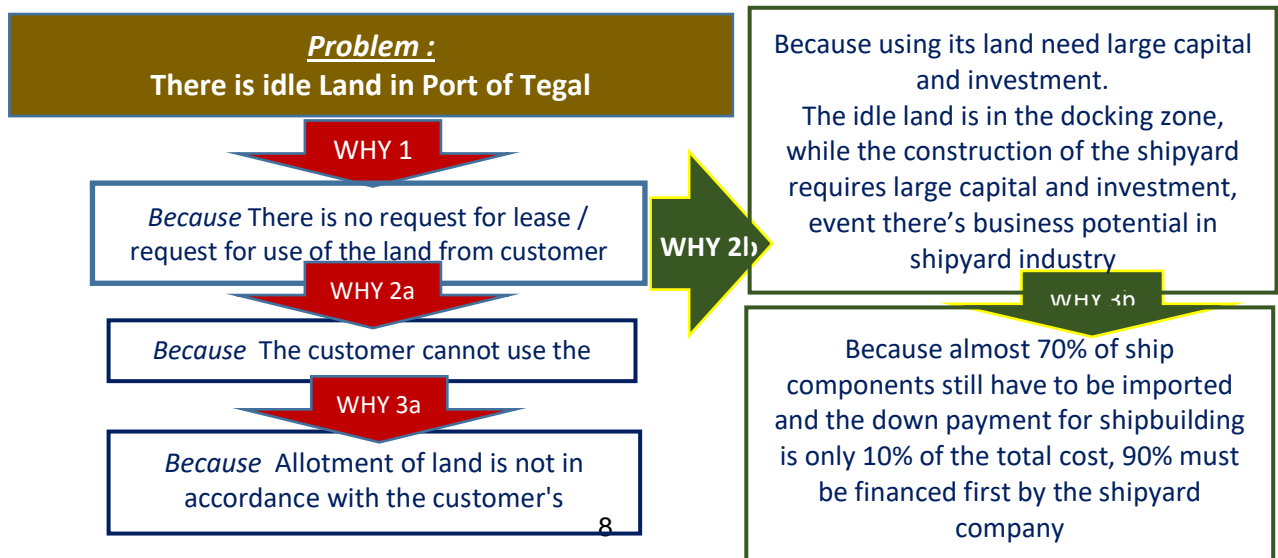 Problem :
There is idle Land in Port of Tegal
WHY 1
Because There is no request for lease /
request for use of the land from customer
WHY 2a
Because The customer cannot use the
WHY 3a
Because Allotment of land is not in
accordance with the customer's
8
WHY 2b
Because using its land need large capital
and investment.
The idle land is in the docking zone,
while the construction of the shipyard
requires large capital and investment,
event there's business potential in
shipyard industry
WHY 3b
Because almost 70% of ship
components still have to be imported
and the down payment for shipbuilding
is only 10% of the total cost, 90% must
be financed first by the shipyard
company